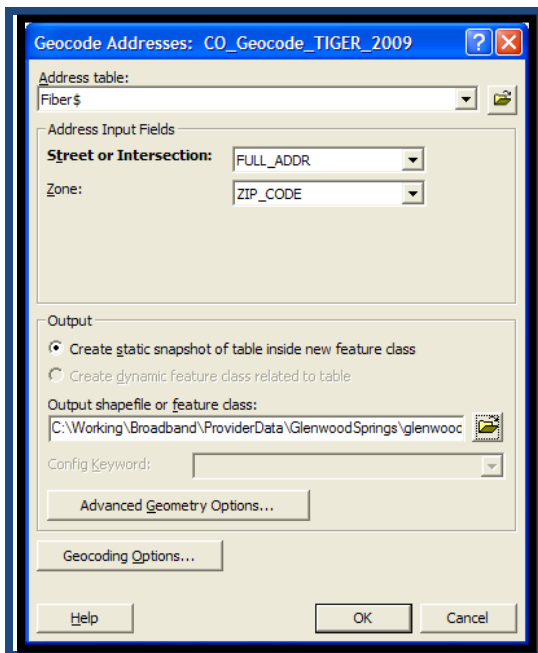 Geocode Addresses: CO_Geocode_TIGER_2009
Address table:
Fiber$
Address Input Fields
Street or Intersection: FULL_ADDR
Zone: ZIP_CODE
Output
Create static snapshot of table inside new feature class
Create dynamic feature class related to table
Output shapefile or feature class:
C:\Working\Broadband\ProviderData\GlenwoodSprings\glenwood
Config Keyword:
Advanced Geometry Options...
Geocoding Options...
Help OK Cancel